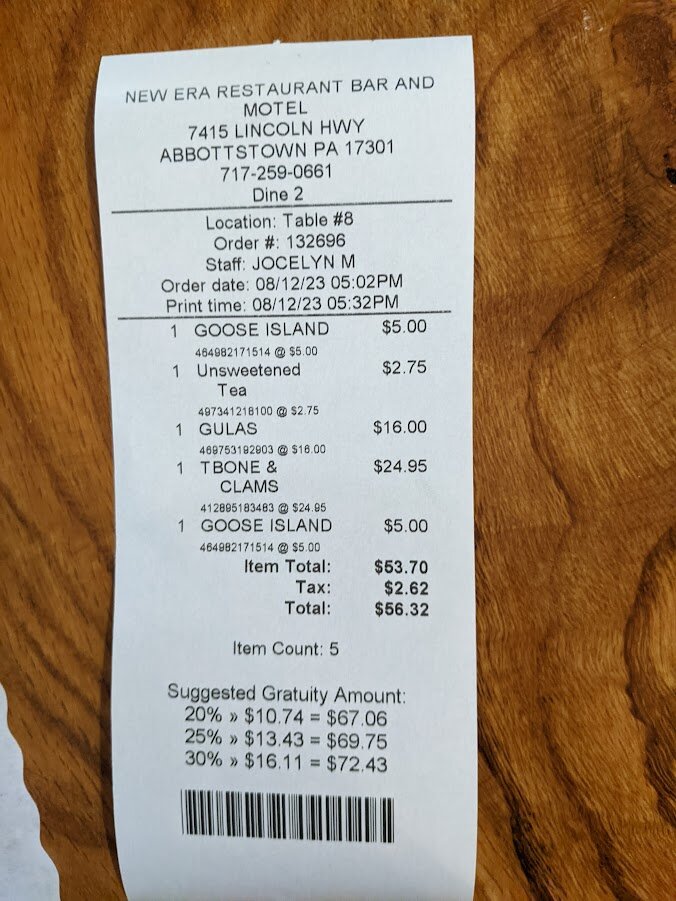 NEW ERA RESTAURANT BAR AND
MOTEL
7415 LINCOLN HWY
ABBOTTSTOWN PA 17301
717-259-0661
Dine 2
Location: Table #8
Order #: 132696
Staff: JOCELYN M
Order date: 08/12/23 05:02PM
Print time: 08/12/23 05:32PM
1 GOOSE ISLAND $5.00
464982171514 @ $5.00
1 Unsweetened $2.75
Tea
497341218100 @ $2.75
1 GULAS $16.00
469753192903 @ $16.00
1 TBONE & $24.95
CLAMS
412895183483 @ $24.95
1 GOOSE ISLAND $5.00
464982171514 @ $5.00
Item Total: $53.70
Tax: $2.62
Total: $56.32
Item Count: 5
Suggested Gratuity Amount:
20% » $10.74 = $67.06
25% » $13.43 = $69.75
30% » $16.11 = $72.43